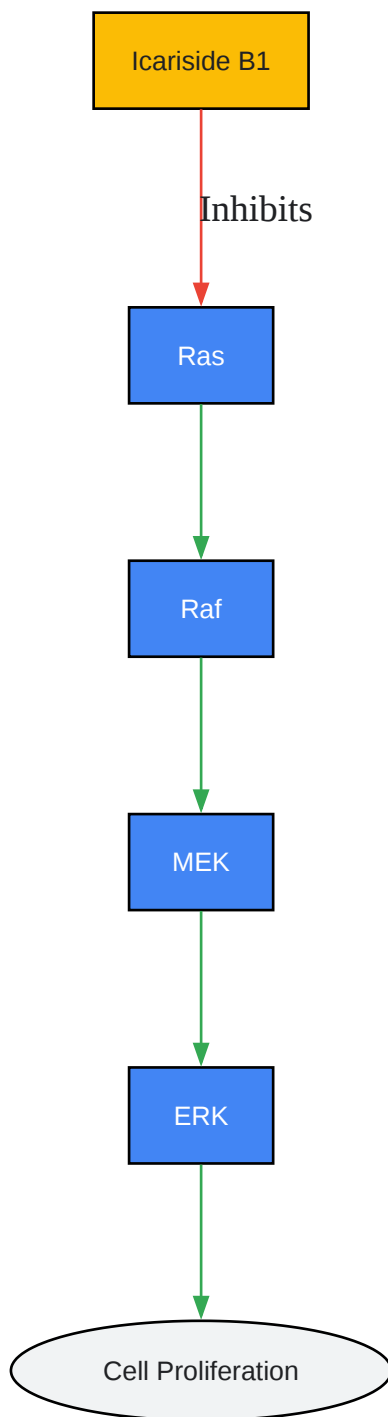 Icariside B1
Inhibits
Ras
Raf
MEK
ERK
Cell Proliferation